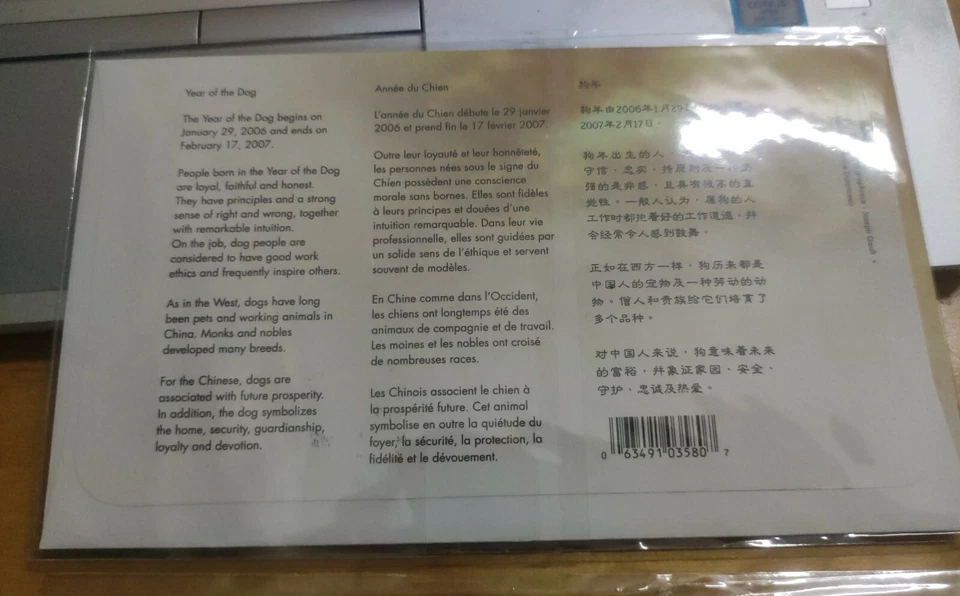 Year of the Dog
The Year of the Dog begins on
January 29, 2006 and ends on
February 17, 2007.
People born in the Year of the Dog
are loyal, faithful and honest.
They have principles and a strong
sense of right and wrong, together
with remarkable intuition.
On the job, dog people are
considered to have good work
ethics and frequently inspire others.
As in the West, dogs have long
been pets and working animals in
China. Monks and nobles
developed many breeds.
For the Chinese, dogs are
associated with future prosperity.
In addition, the dog symbolizes
the home, security, guardianship,
loyalty and devotion.
Année du Chien
L'année du Chien débute le 29 janvier
2006 et prend fin le 17 février 2007.
Outre leur loyauté et leur honnêteté,
les personnes nées sous le signe du
Chien possèdent une conscience
morale sans bornes. Elles sont fidèles
à leurs principes et douées d'une
intuition remarquable. Dans leur vie
professionnelle, elles sont guidées par
un solide sens de l'éthique et servent
souvent de modèles.
En Chine comme dans l'Occident,
les chiens ont longtemps été des
animaux de compagnie et de travail.
Les moines et les nobles ont croisé
de nombreuses races.
Les Chinois associent le chien à
la prospérité future. Cet animal
symbolise en outre la quiétude du
foyer, la sécurité, la protection, la
fidélité et le dévouement.
狗年
狗年由2006年1月29
2007年2月17日。
狗年出生的人
守信、忠实，持原则及
强的是非感，且具有极高的直
觉性。一般人认为，属狗的人
工作时都抱着好的工作道德，并
会经常令人感到鼓舞。
正如在西方一样，狗历来都是
中国人的宠物及一种劳动的动
物。僧人和贵族给它们培育了
多个品种。
对中国人来说，狗意味着未来
的富裕，并象征家园、安全、
守护、忠诚及热爱。
0 63491 03580 7